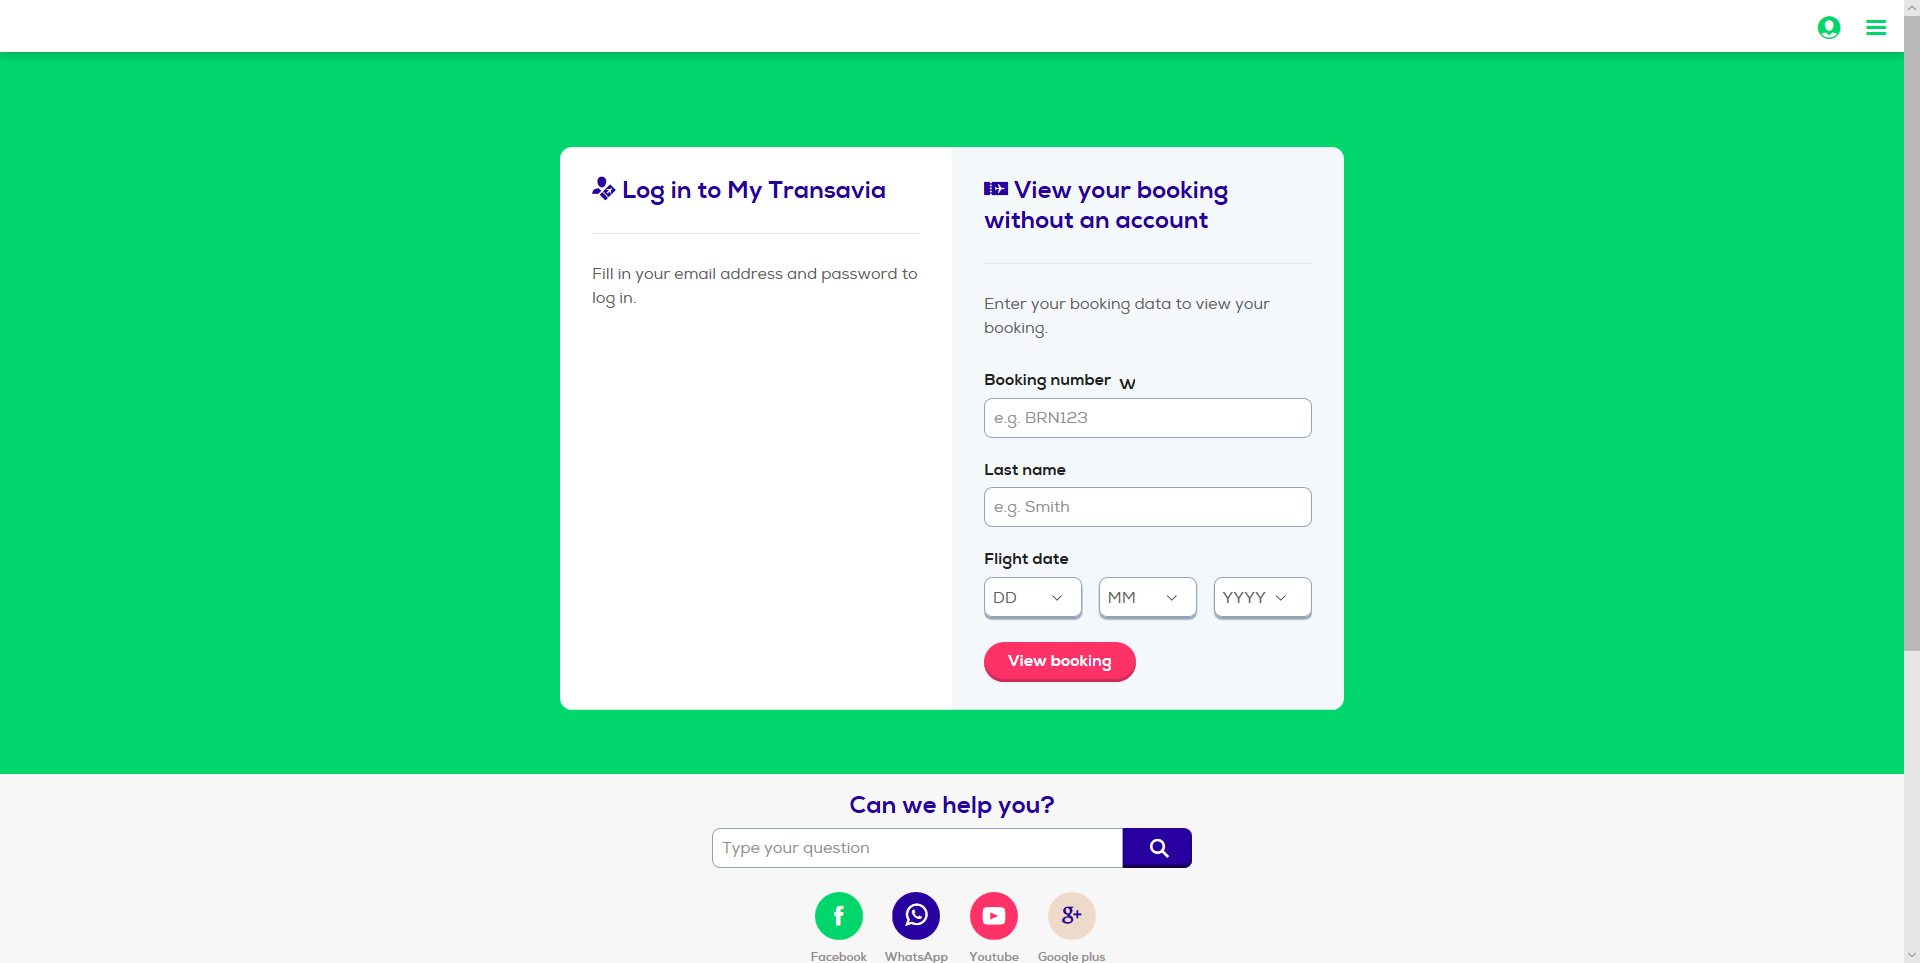 Log in to My Transavia
Fill in your email address and password to
log in.
View your booking
without an account
Enter your booking data to view your
booking.
Booking number w
e.g. BRN123
Last name
e.g. Smith
Flight date
DD MM YYYY
View booking
Can we help you?
Type your question
Facebook WhatsApp Youtube Google plus